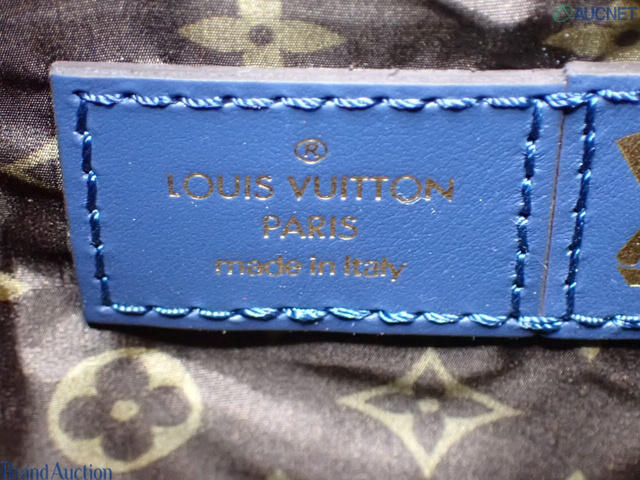 AUCNET
®
LOUIS VUITTON
PARIS
made in Italy
Brand Auction